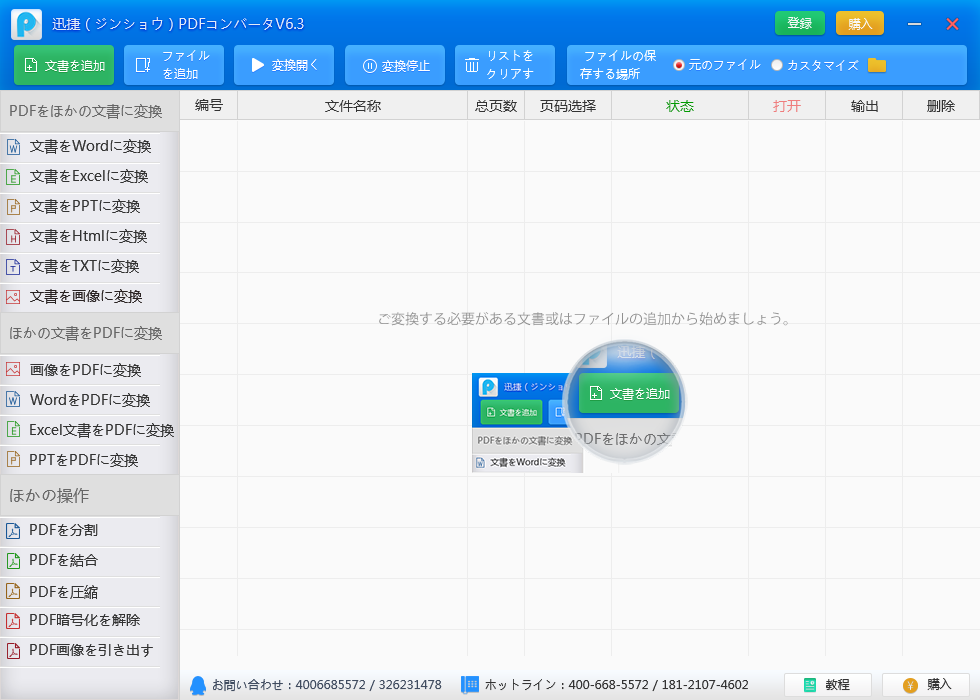 迅捷（ジンショウ）PDFコンバータV6.3
登録
購入
文書を追加
ファイル
を追加
変換開く
変換停止
リストを
クリアす
ファイルの保
存する場所
元のファイル
カスタマイズ
PDFをほかの文書に変換
编号
文件名称
总页数
页码选择
状态
打开
输出
删除
文書をWordに変換
文書をExcelに変換
文書をPPTに変換
文書をHtmlに変換
文書をTXTに変換
文書を画像に変換
ほかの文書をPDFに変換
画像をPDFに変換
WordをPDFに変換
Excel文書をPDFに変換
PPTをPDFに変換
ほかの操作
PDFを分割
PDFを結合
PDFを圧縮
PDF暗号化を解除
PDF画像を引き出す
ご変換する必要がある文書或はファイルの追加から始めましょう。
迅捷（ジンショ
文書を追加
PDFをほかの文書に変換
文書をWordに変換
迅捷（
文書を追加
PDFをほかの文
お問い合わせ：4006685572 / 326231478
ホットライン：400-668-5572 / 181-2107-4602
教程
購入